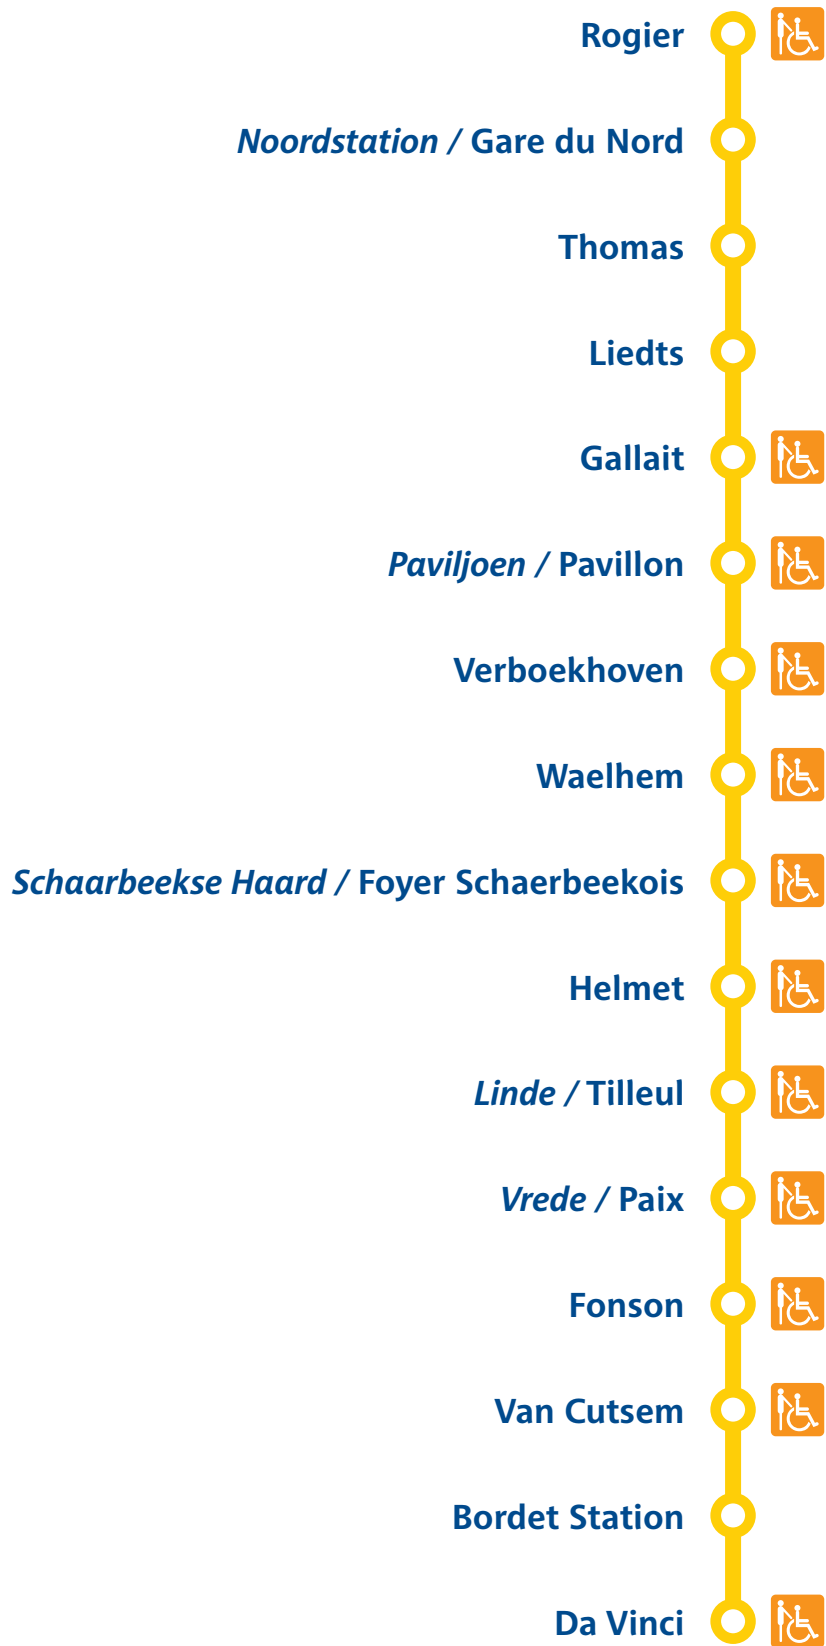 Rogier
Noordstation / Gare du Nord
Thomas
Liedts
Gallait
Paviljoen / Pavillon
Verboekhoven
Waelhem
Schaarbeekse Haard / Foyer Schaerbeekois
Helmet
Linde / Tilleul
Vrede / Paix
Fonson
Van Cutsem
Bordet Station
Da Vinci